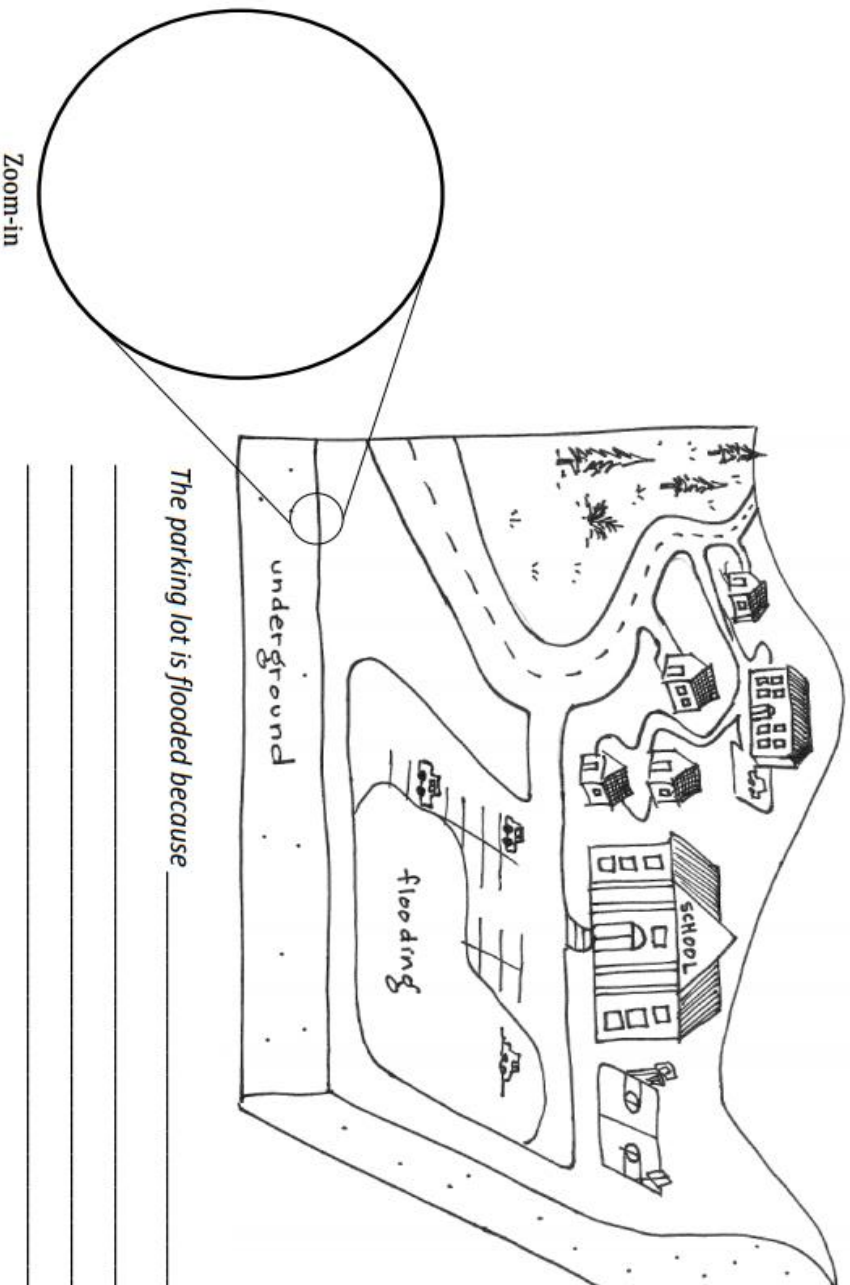 SCHOOL
flooding
underground
Zoom-in
The parking lot is flooded because